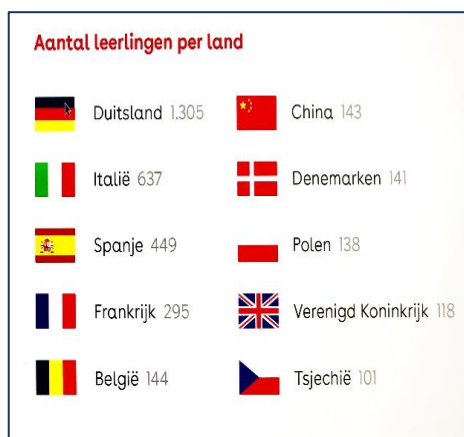 Aantal leerlingen per land
Duitsland 1.305
Italië 637
Spanje 449
Frankrijk 295
België 144
China 143
Denemarken 141
Polen 138
Verenigd Koninkrijk 118
Tsjechië 101